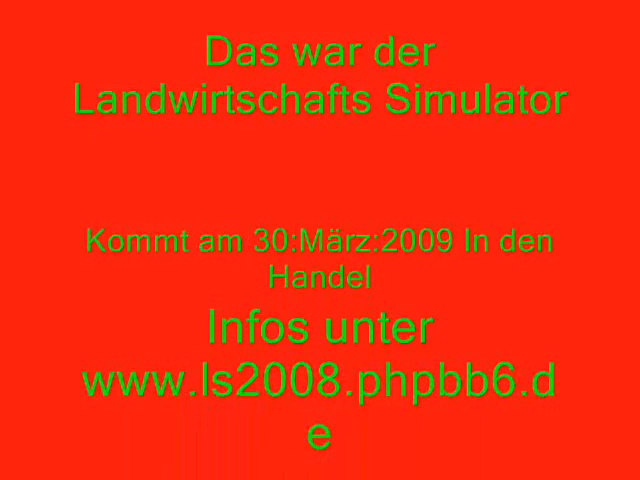 Das war der
Landwirtschafts Simulator
Kommt am 30:März:2009 In den
Handel
Infos unter
www.ls2008.phpbb6.d
e